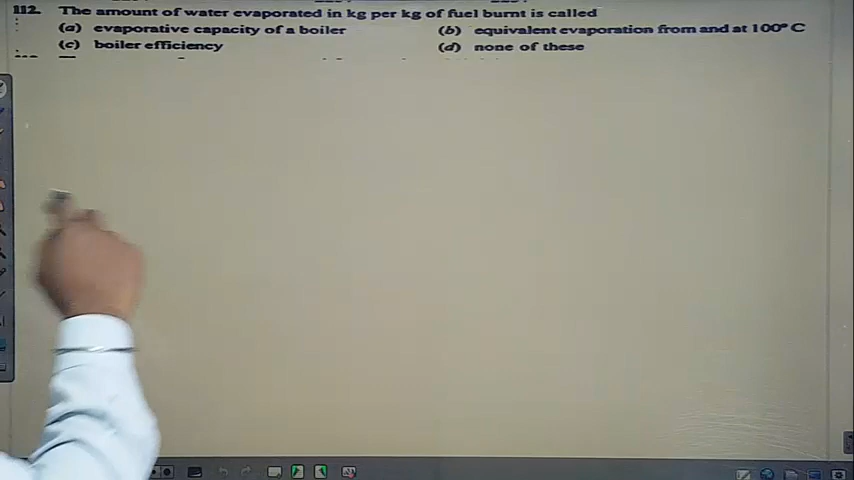 112. The amount of water evaporated in kg per kg of fuel burnt is called
(a) evaporative capacity of a boiler (b) equivalent evaporation from and at 100° C
(c) boiler efficiency (d) none of these